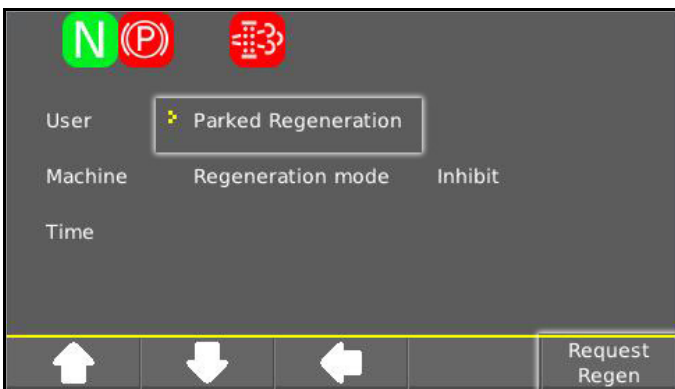 N (P)
User Parked Regeneration
Machine Regeneration mode Inhibit
Time
Request
Regen